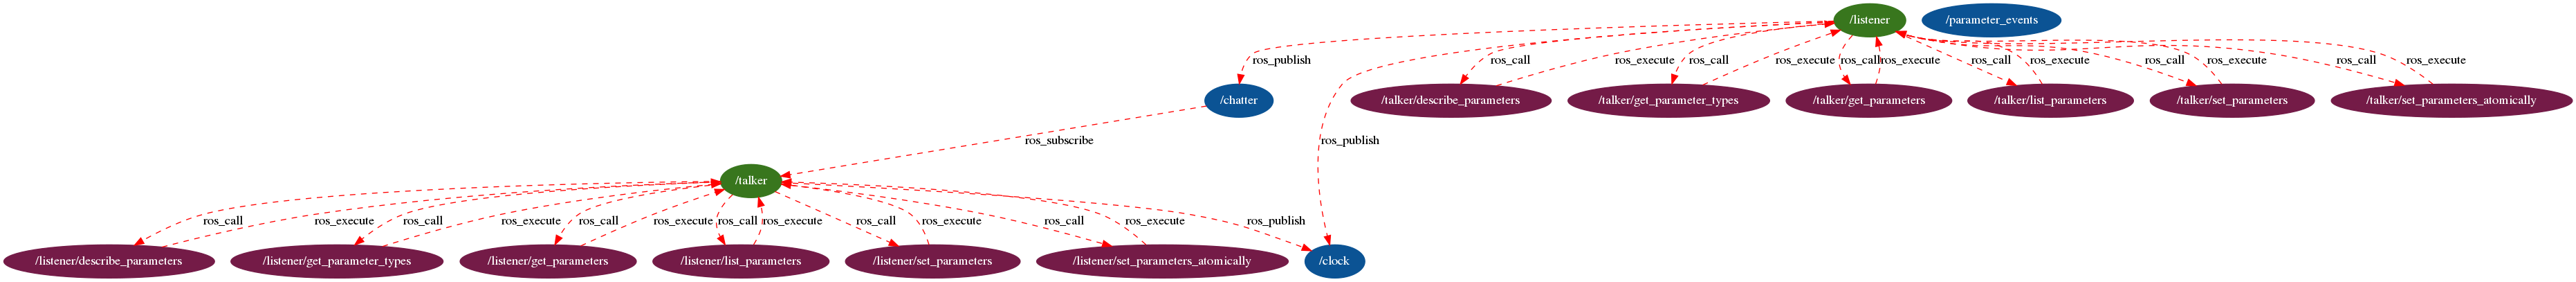 /listener
/parameter_events
ros_publish
ros_call
ros_execute
ros_call
ros_execute
ros_call
ros_execute
ros_call
ros_execute
ros_call
ros_execute
ros_call
ros_execute
/chatter
/talker/describe_parameters
/talker/get_parameter_types
/talker/get_parameters
/talker/list_parameters
/talker/set_parameters
/talker/set_parameters_atomically
ros_subscribe
ros_publish
/talker
ros_call
ros_execute
ros_call
ros_execute
ros_call
ros_execute
ros_call
ros_execute
ros_call
ros_execute
ros_call
ros_execute
ros_publish
/listener/describe_parameters
/listener/get_parameter_types
/listener/get_parameters
/listener/list_parameters
/listener/set_parameters
/listener/set_parameters_atomically
/clock